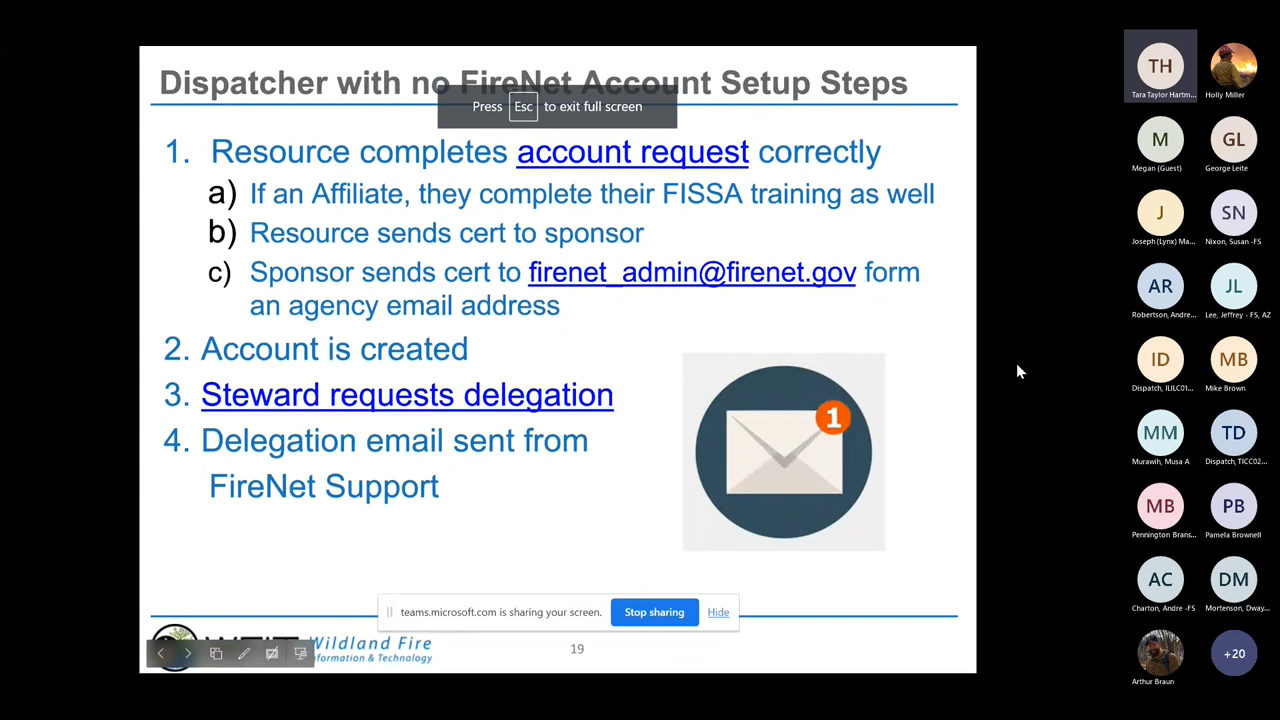 Dispatcher with no FireNet Account Setup Steps
Press Esc to exit full screen
1. Resource completes account request correctly
a) If an Affiliate, they complete their FISSA training as well
b) Resource sends cert to sponsor
c) Sponsor sends cert to firenet_admin@firenet.gov form
an agency email address
2. Account is created
3. Steward requests delegation
4. Delegation email sent from
FireNet Support
1
teams.microsoft.com is sharing your screen. Stop sharing Hide
Wildland Fire
Information & Technology
19
TH
Tara Taylor Hartm... Holly Miller
M GL
Megan (Guest) George Leite
J SN
Joseph (Lynx) Ma... Nixon, Susan -FS
AR JL
Robertson, Andre... Lee, Jeffrey - FS, AZ
ID MB
Dispatch, ILILC01... Mike Brown
MM TD
Murawih, Musa A Dispatch, TICC02...
MB PB
Pennington Brans... Pamela Brownell
AC DM
Charton, Andre -FS Mortenson, Dway...
+20
Arthur Braun